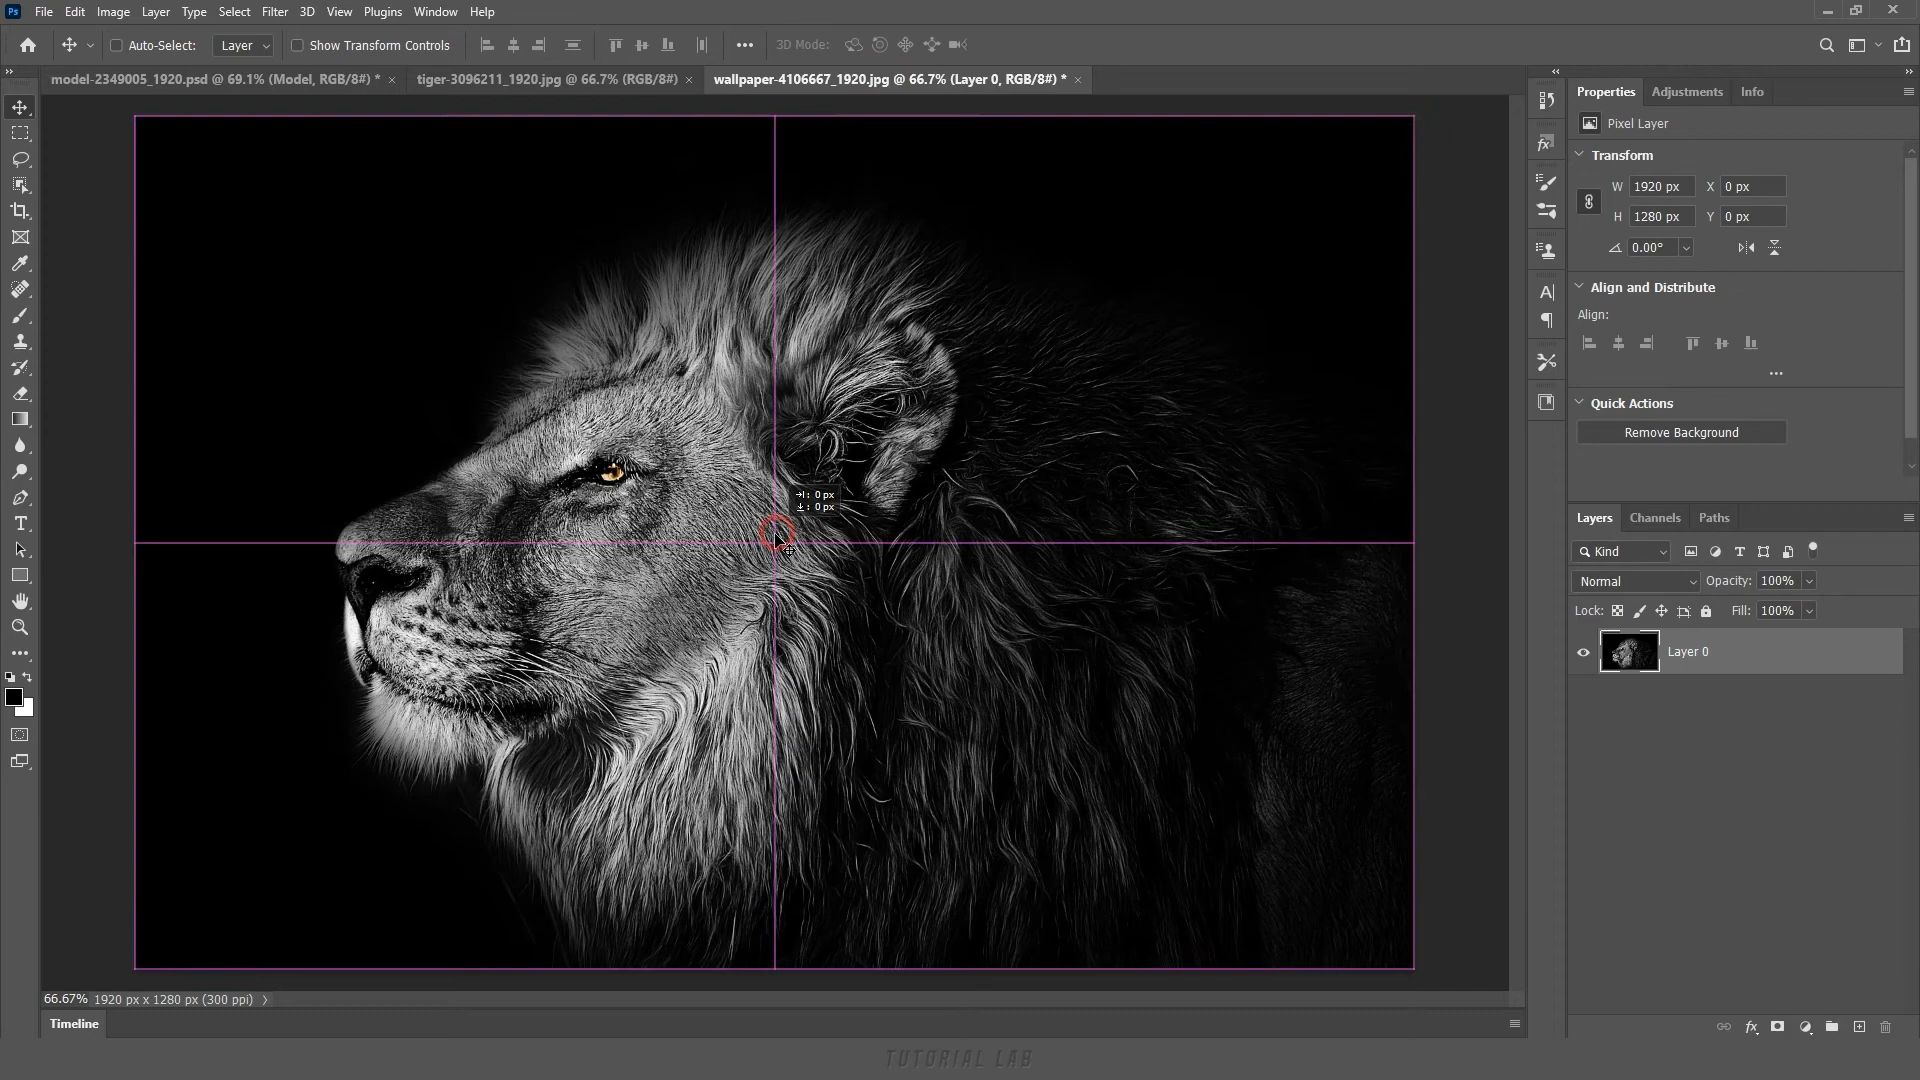 Ps File Edit Image Layer Type Select Filter 3D View Plugins Window Help
Auto-Select: Layer Show Transform Controls 3D Mode:
model-2349005_1920.psd @ 69.1% (Model, RGB/8#) * tiger-3096211_1920.jpg @ 66.7% (RGB/8#) wallpaper-4106667_1920.jpg @ 66.7% (Layer 0, RGB/8#) *
Properties Adjustments Info
Pixel Layer
Transform
W 1920 px X 0 px
H 1280 px Y 0 px
0.00°
Align and Distribute
Align:
Quick Actions
Remove Background
: 0 px
: 0 px
Layers Channels Paths
Kind
Normal Opacity: 100%
Lock: Fill: 100%
Layer 0
66.67% 1920 px x 1280 px (300 ppi)
Timeline
TUTORIAL LAB